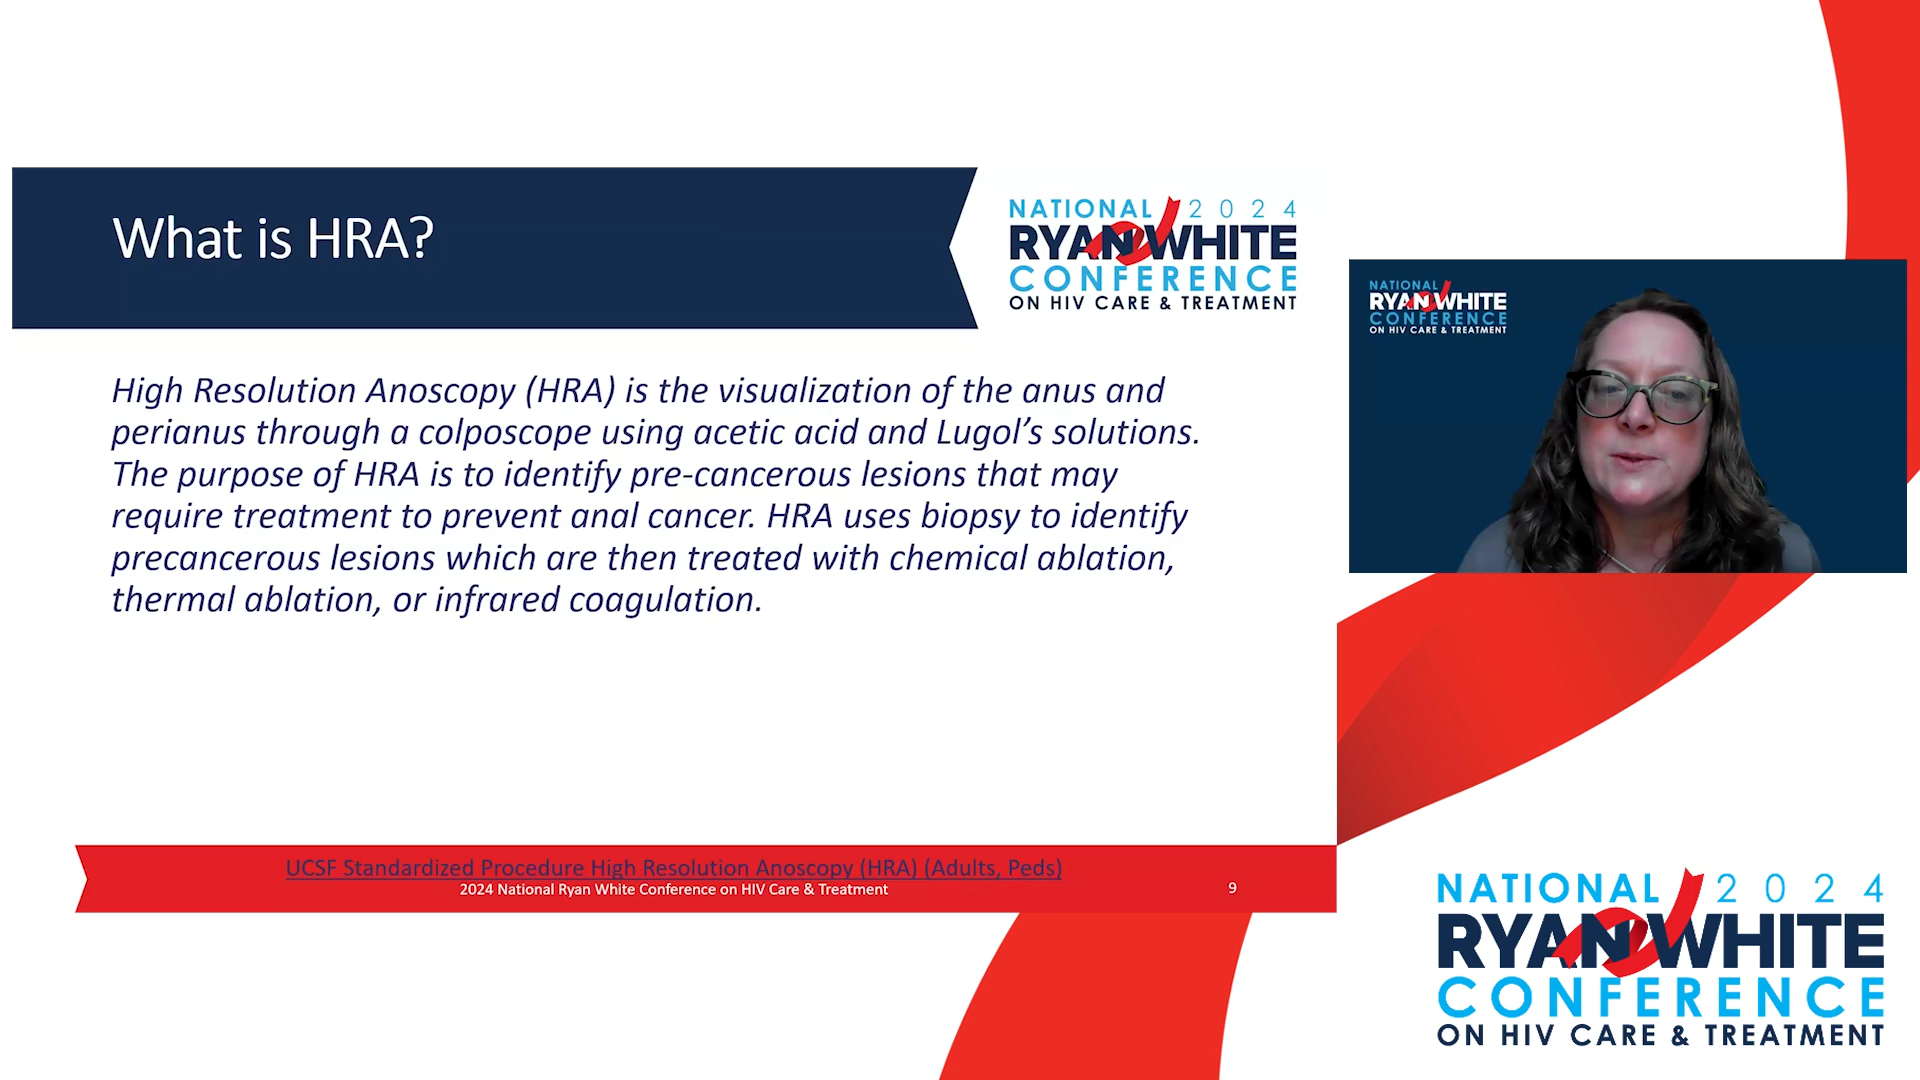 What is HRA?
NATIONAL 2024
RYAN WHITE
CONFERENCE
ON HIV CARE & TREATMENT
High Resolution Anoscopy (HRA) is the visualization of the anus and
perianus through a colposcope using acetic acid and Lugol’s solutions.
The purpose of HRA is to identify pre-cancerous lesions that may
require treatment to prevent anal cancer. HRA uses biopsy to identify
precancerous lesions which are then treated with chemical ablation,
thermal ablation, or infrared coagulation.
UCSF Standardized Procedure High Resolution Anoscopy (HRA) (Adults, Peds)
2024 National Ryan White Conference on HIV Care & Treatment
9
NATIONAL
RYAN WHITE
CONFERENCE
ON HIV CARE & TREATMENT
NATIONAL 2024
RYAN WHITE
CONFERENCE
ON HIV CARE & TREATMENT